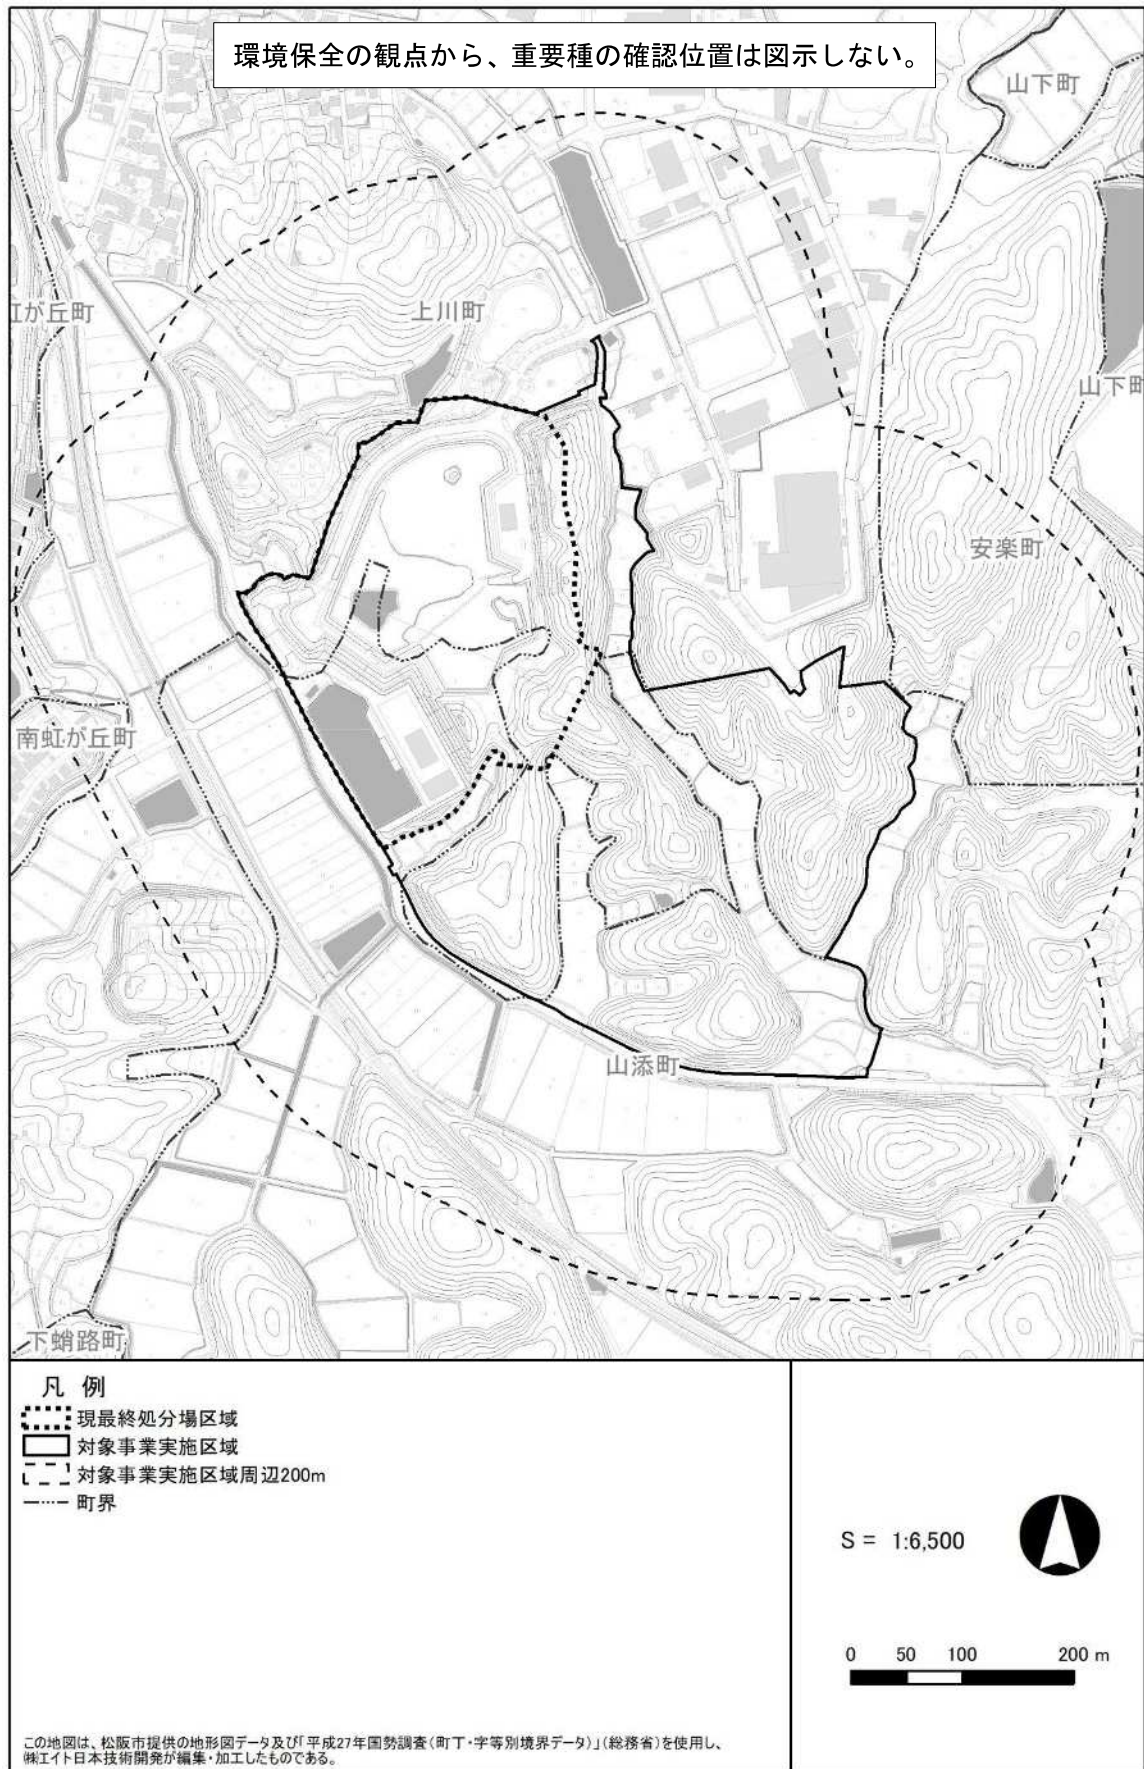 環境保全の観点から、重要種の確認位置は図示しない。
山下町
虹が丘町
上川町
山下町
安楽町
南虹が丘町
山添町
下蛸路町
凡 例
現最終処分場区域
対象事業実施区域
対象事業実施区域周辺200m
町界
S = 1:6,500
0 50 100 200 m
この地図は、松阪市提供の地形図データ及び「平成27年国勢調査(町丁・字等別境界データ)」(総務省)を使用し、
㈱エイト日本技術開発が編集・加工したものである。